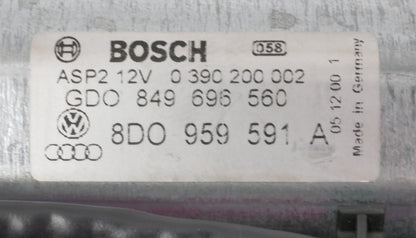 BOSCH 058
ASP2 12V 0 390 200 002
GDO 849 696 560
8DO 959 591 A
05 12 00 1
Made in Germany